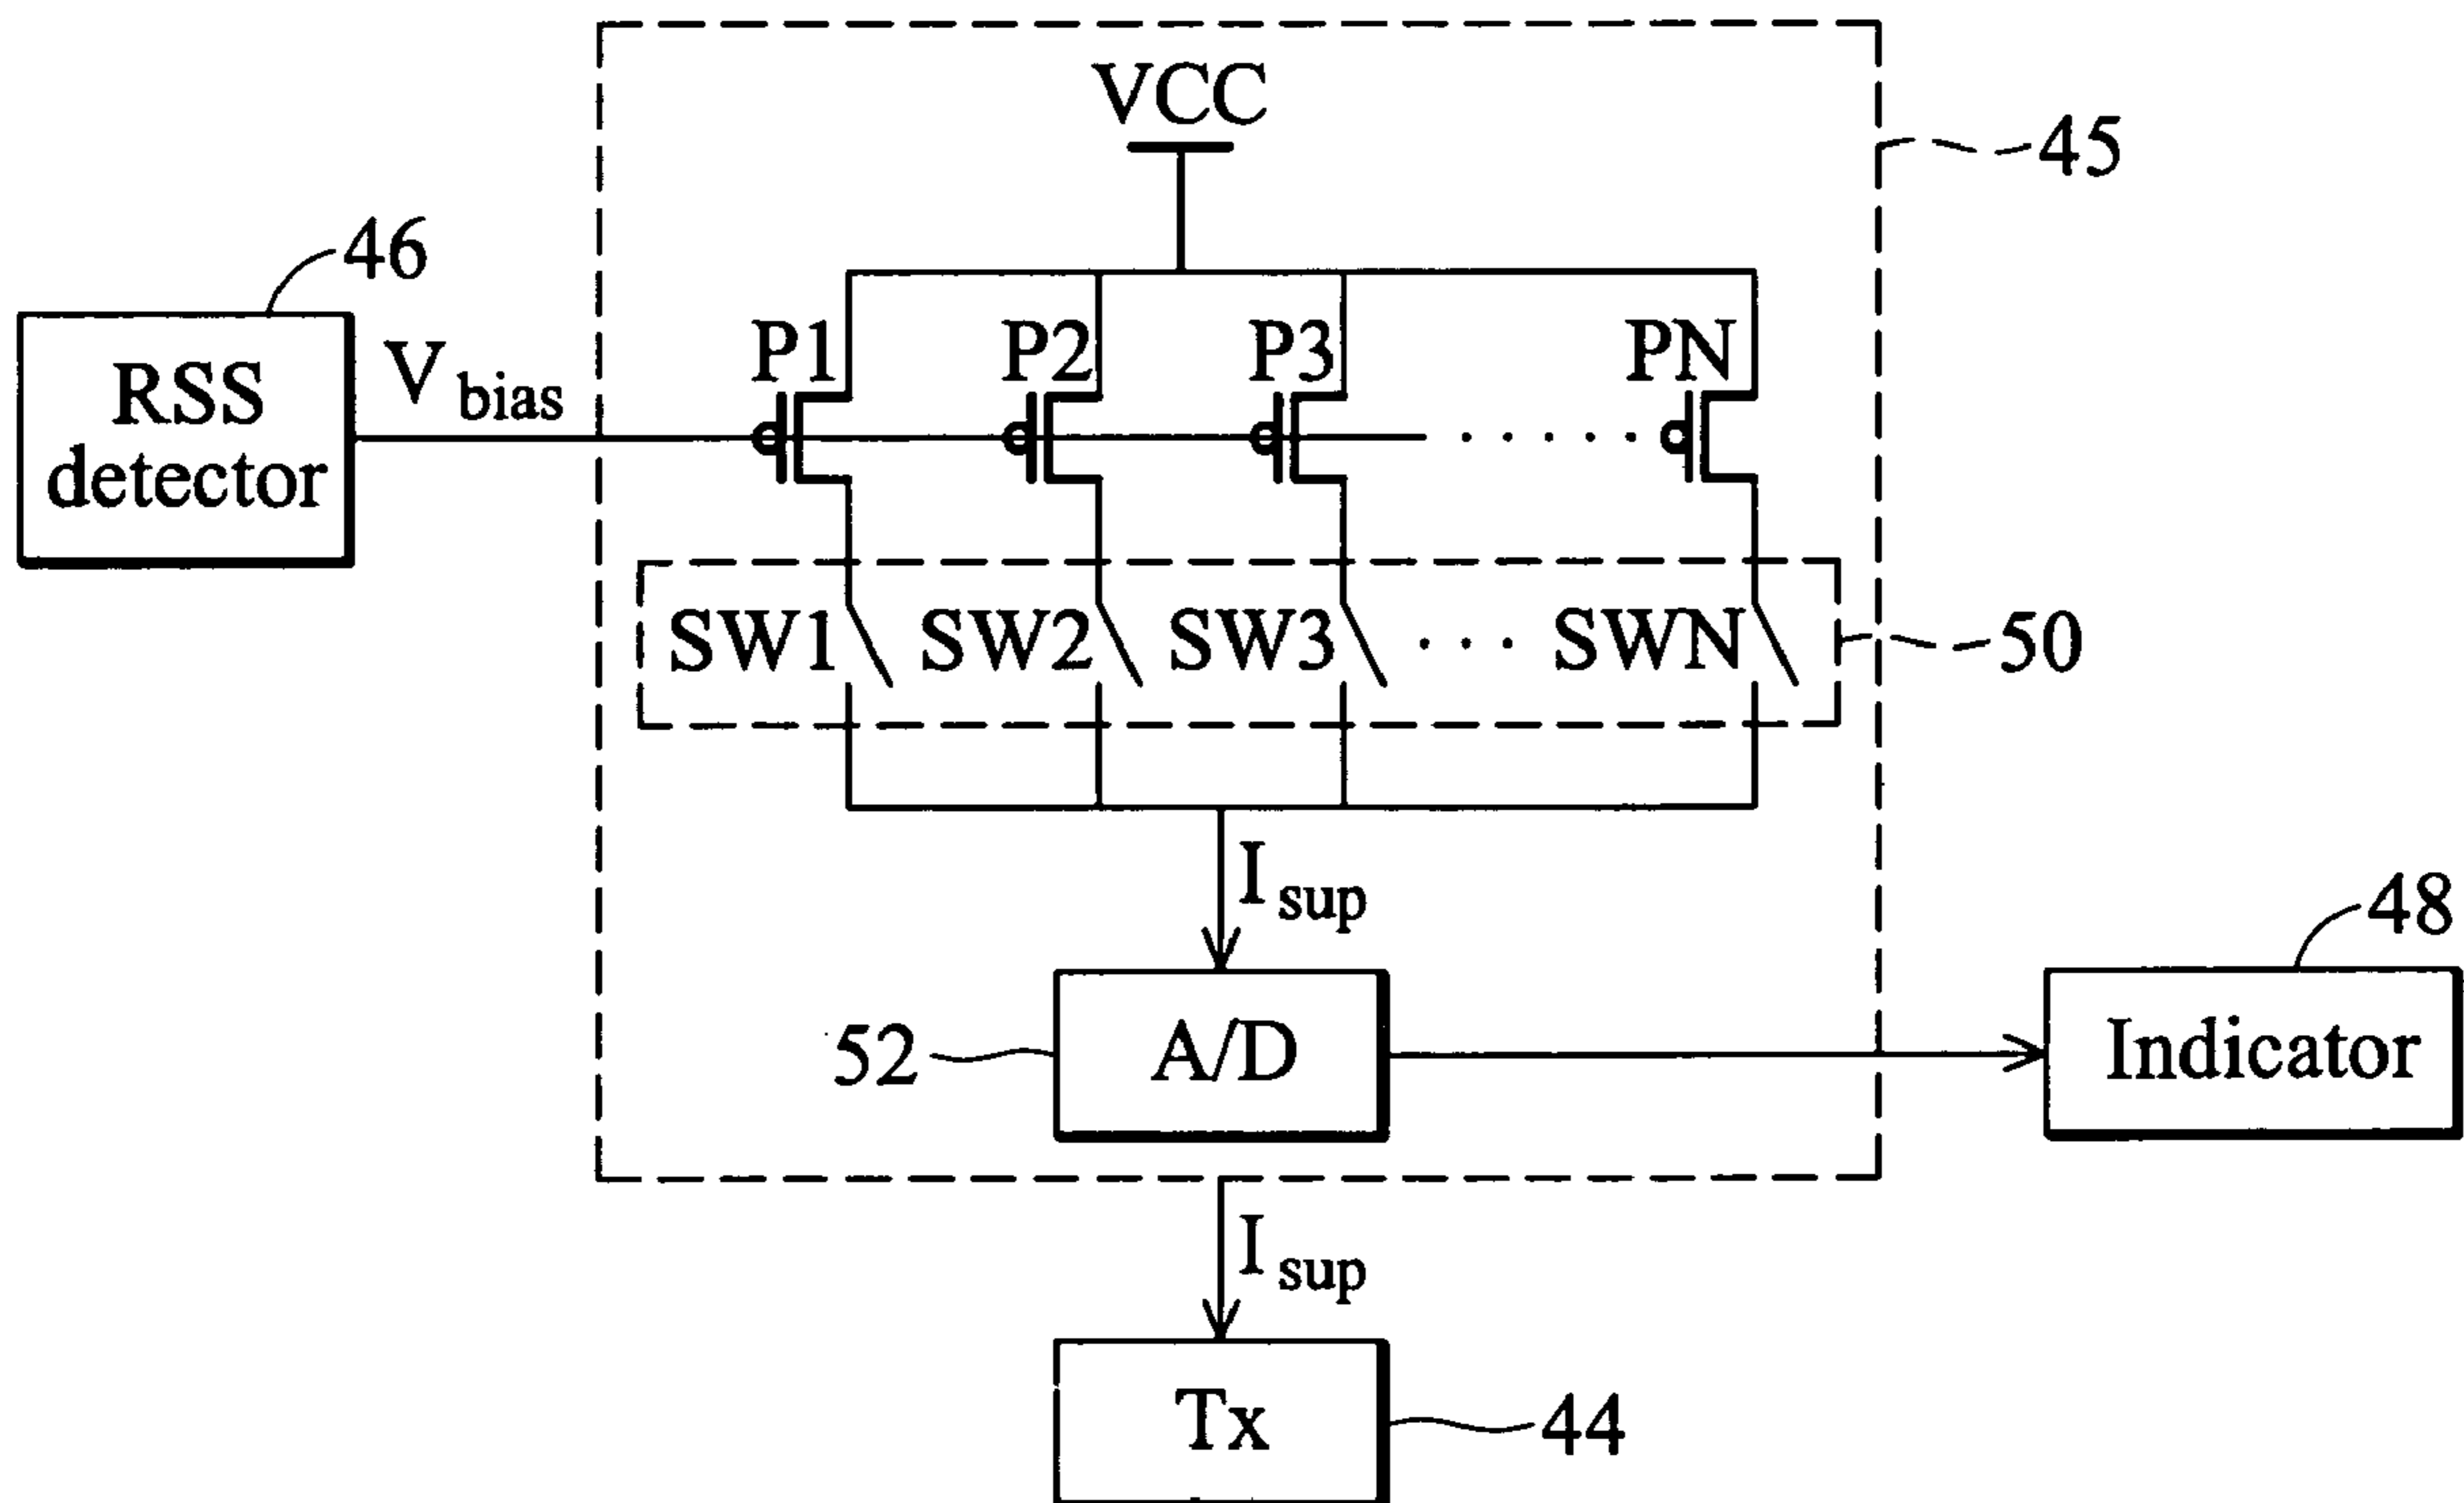 VCC
45
46
RSS
detector
V bias
P1 P2 P3 PN
SW1 SW2 SW3 . . . SWN
50
I sup
48
52
A/D
Indicator
I sup
Tx
44